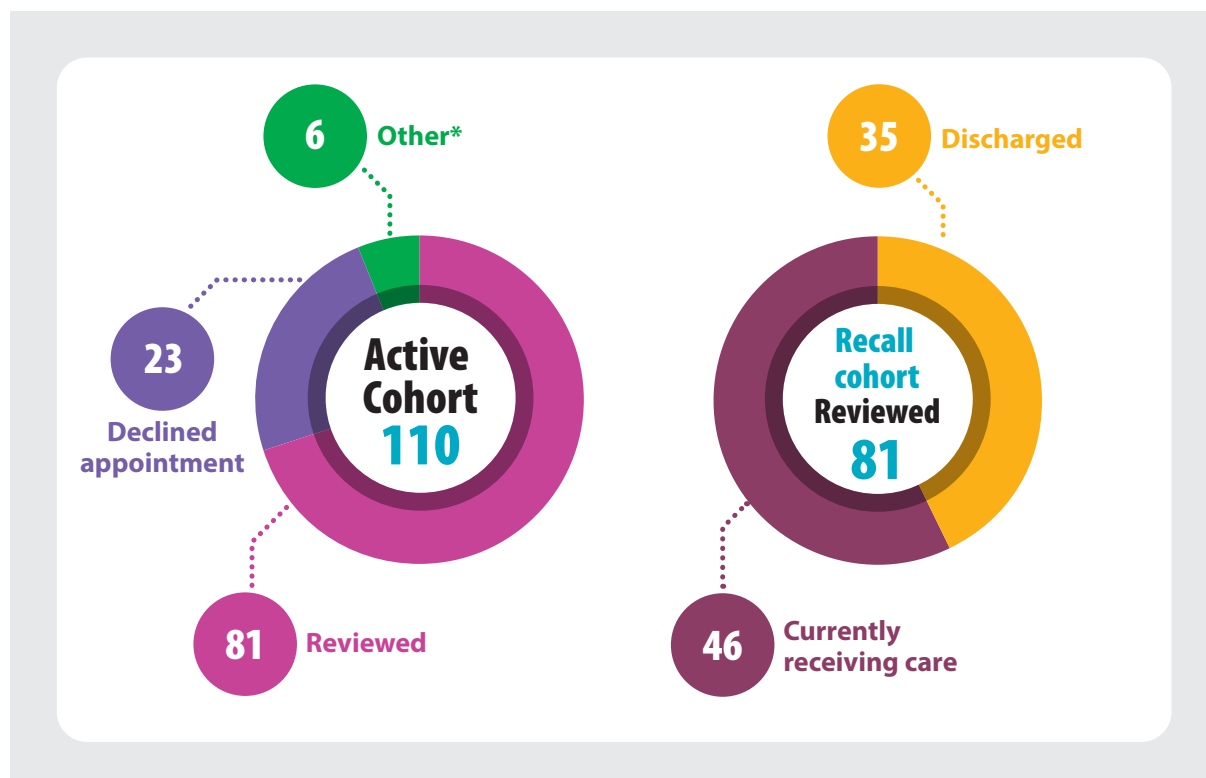 6
Other*
23
Declined
appointment
Active
Cohort
110
81
Reviewed
35
Discharged
Recall
cohort
Reviewed
81
46
Currently
receiving care